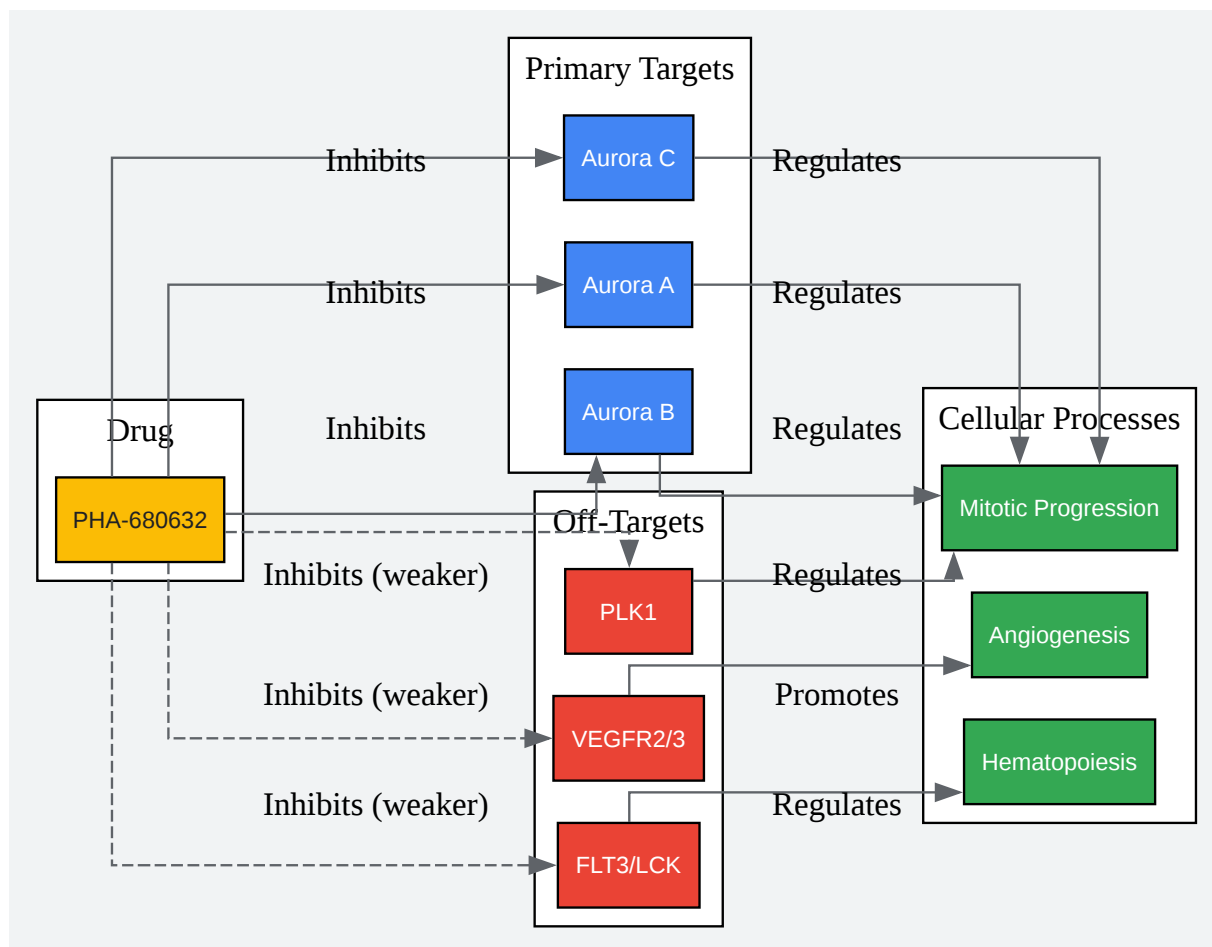 Primary Targets
Inhibits
Aurora C
Regulates
Inhibits
Aurora A
Regulates
Inhibits
Aurora B
Regulates
Drug
PHA-680632
Cellular Processes
Mitotic Progression
Off-Targets
Inhibits (weaker)
PLK1
Regulates
Angiogenesis
Inhibits (weaker)
VEGFR2/3
Promotes
Hematopoiesis
Inhibits (weaker)
FLT3/LCK
Regulates